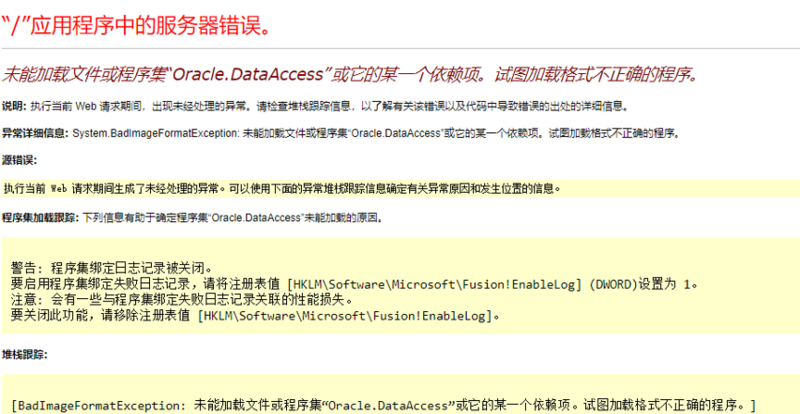 “/”应用程序中的服务器错误。
未能加载文件或程序集“Oracle.DataAccess”或它的某一个依赖项。试图加载格式不正确的程序。
说明: 执行当前 Web 请求期间，出现未经处理的异常。请检查堆栈跟踪信息，以了解有关该错误以及代码中导致错误的出处的详细信息。
异常详细信息: System.BadImageFormatException: 未能加载文件或程序集“Oracle.DataAccess”或它的某一个依赖项。试图加载格式不正确的程序。
源错误:
执行当前 Web 请求期间生成了未经处理的异常。可以使用下面的异常堆栈跟踪信息确定有关异常原因和发生位置的信息。
程序集加载跟踪: 下列信息有助于确定程序集“Oracle.DataAccess”未能加载的原因。
警告: 程序集绑定日志记录被关闭。
要启用程序集绑定失败日志记录，请将注册表值 [HKLM\Software\Microsoft\Fusion!EnableLog] (DWORD)设置为 1。
注意: 会有一些与程序集绑定失败日志记录关联的性能损失。
要关闭此功能，请移除注册表值 [HKLM\Software\Microsoft\Fusion!EnableLog]。
堆栈跟踪:
[BadImageFormatException: 未能加载文件或程序集“Oracle.DataAccess”或它的某一个依赖项。试图加载格式不正确的程序。]